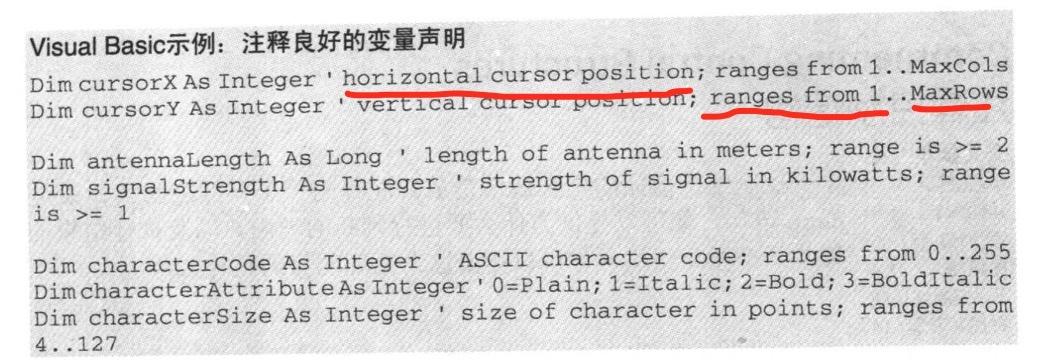 Visual Basic示例：注释良好的变量声明
Dim cursorX As Integer ' horizontal cursor position; ranges from 1..MaxCols
Dim cursorY As Integer ' vertical cursor position; ranges from 1..MaxRows
Dim antennaLength As Long ' length of antenna in meters; range is >= 2
Dim signalStrength As Integer ' strength of signal in kilowatts; range
is >= 1
Dim characterCode As Integer ' ASCII character code; ranges from 0..255
Dim characterAttribute As Integer ' 0=Plain; 1=Italic; 2=Bold; 3=BoldItalic
Dim characterSize As Integer ' size of character in points; ranges from
4..127